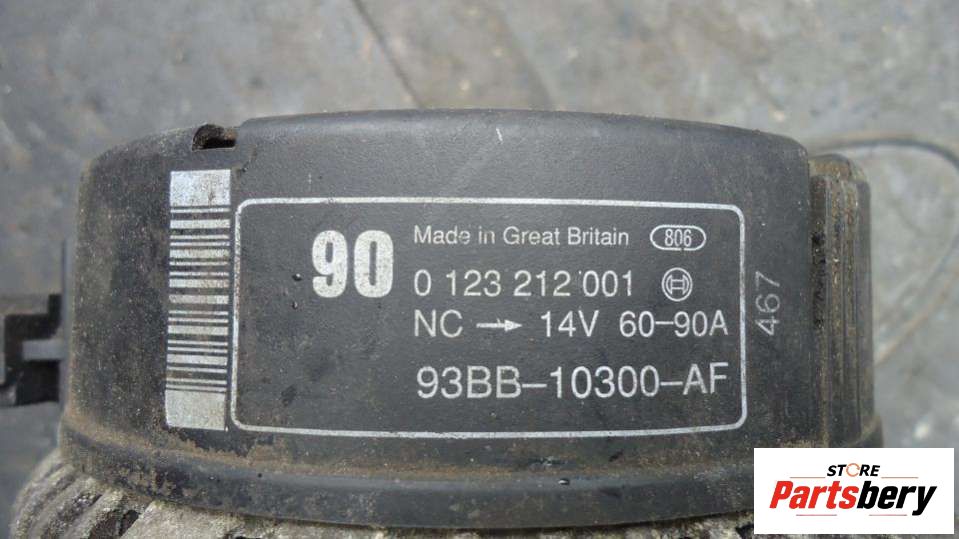 90
Made in Great Britain 806
0 123 212 001
NC → 14V 60-90A
93BB-10300-AF
467
STORE
Partsbery